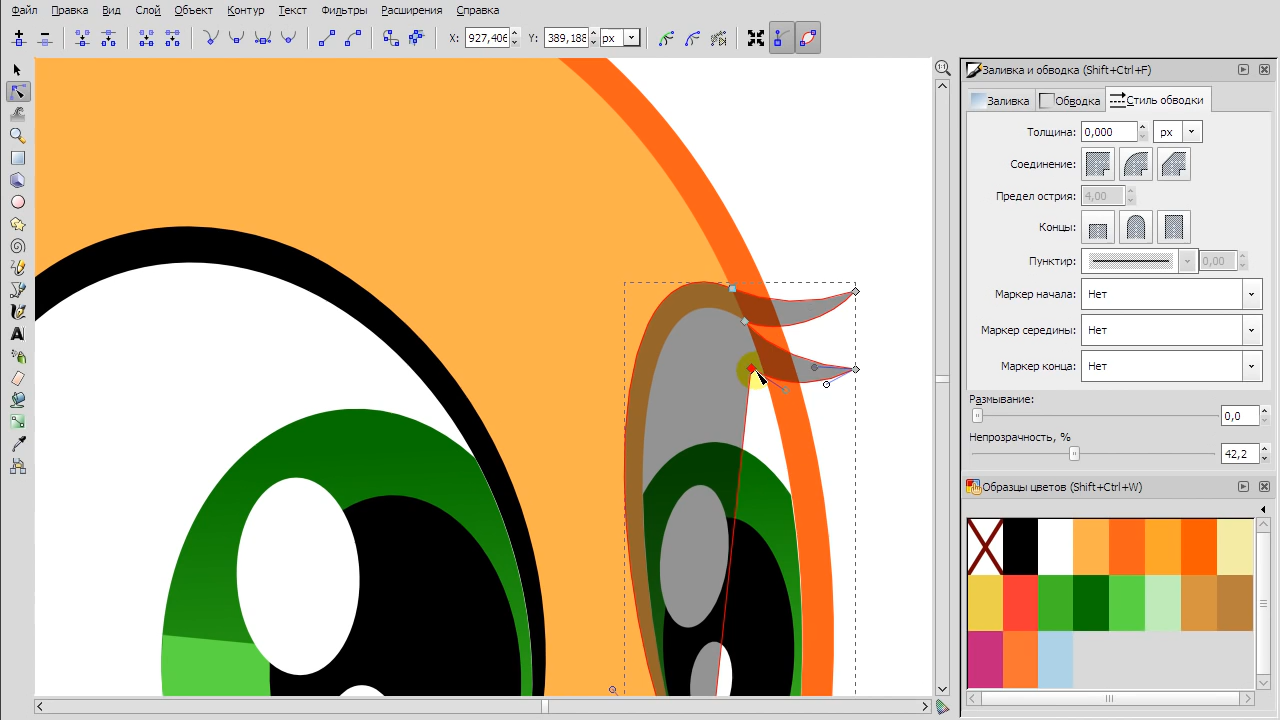 Файл Правка Вид Слой Объект Контур Текст Фильтры Расширения Справка
X: 927,406 Y: 389,188 px
1:1
Заливка и обводка (Shift+Ctrl+F)
Заливка Обводка Стиль обводки
Толщина: 0,000 px
Соединение:
Предел острия: 4,00
Концы:
Пунктир: 0,00
Маркер начала: Нет
Маркер середины: Нет
Маркер конца: Нет
Размывание:
0,0
Непрозрачность, %
42,2
Образцы цветов (Shift+Ctrl+W)
A